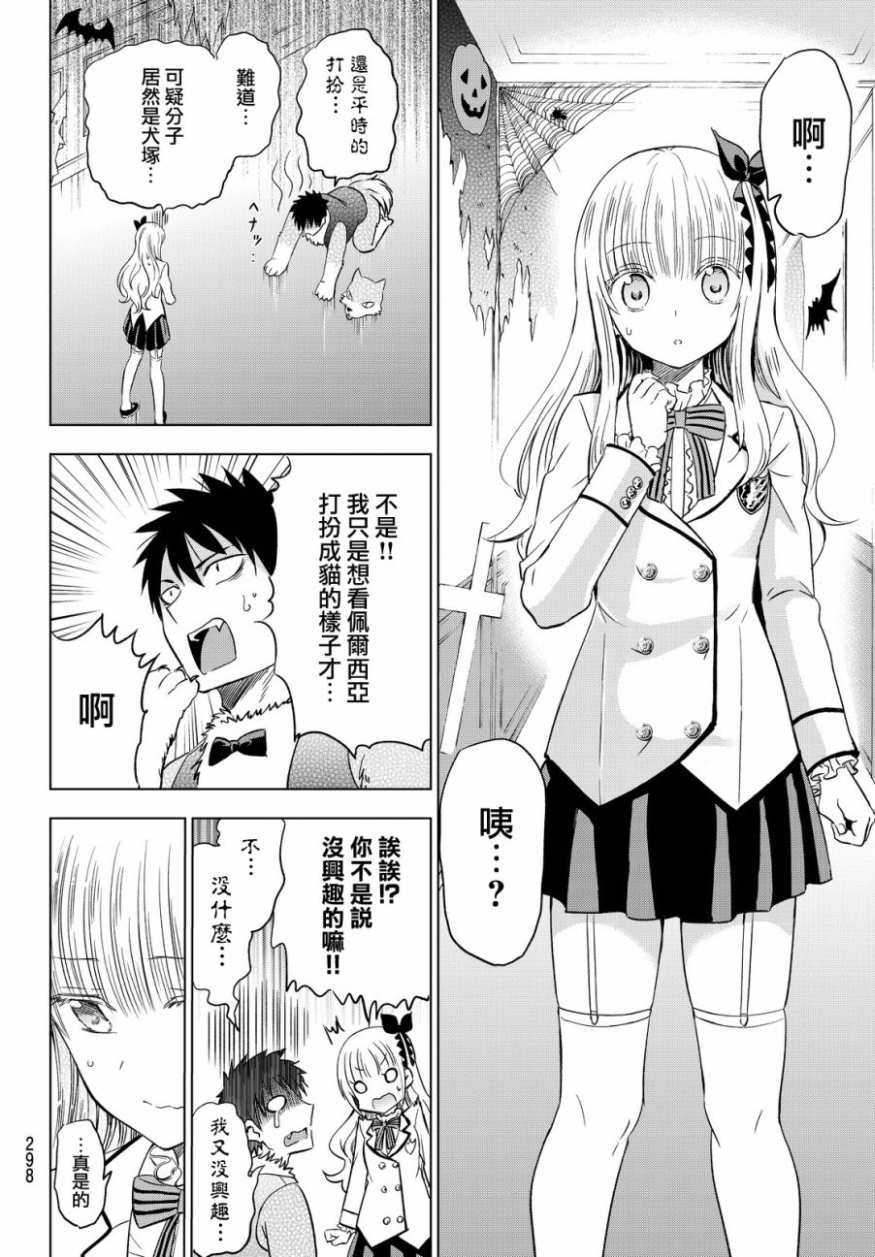 啊…
咦…?
還是平時的
打扮…
難道…
可疑分子
居然是犬塚…
ヘナッ…
不是!!
我只是想看佩爾西亞
打扮成貓的樣子才…
啊
誒誒!?
你不是說
沒興趣的嘛!!
不…
沒什麼…
我又沒興趣…
…真是的
298